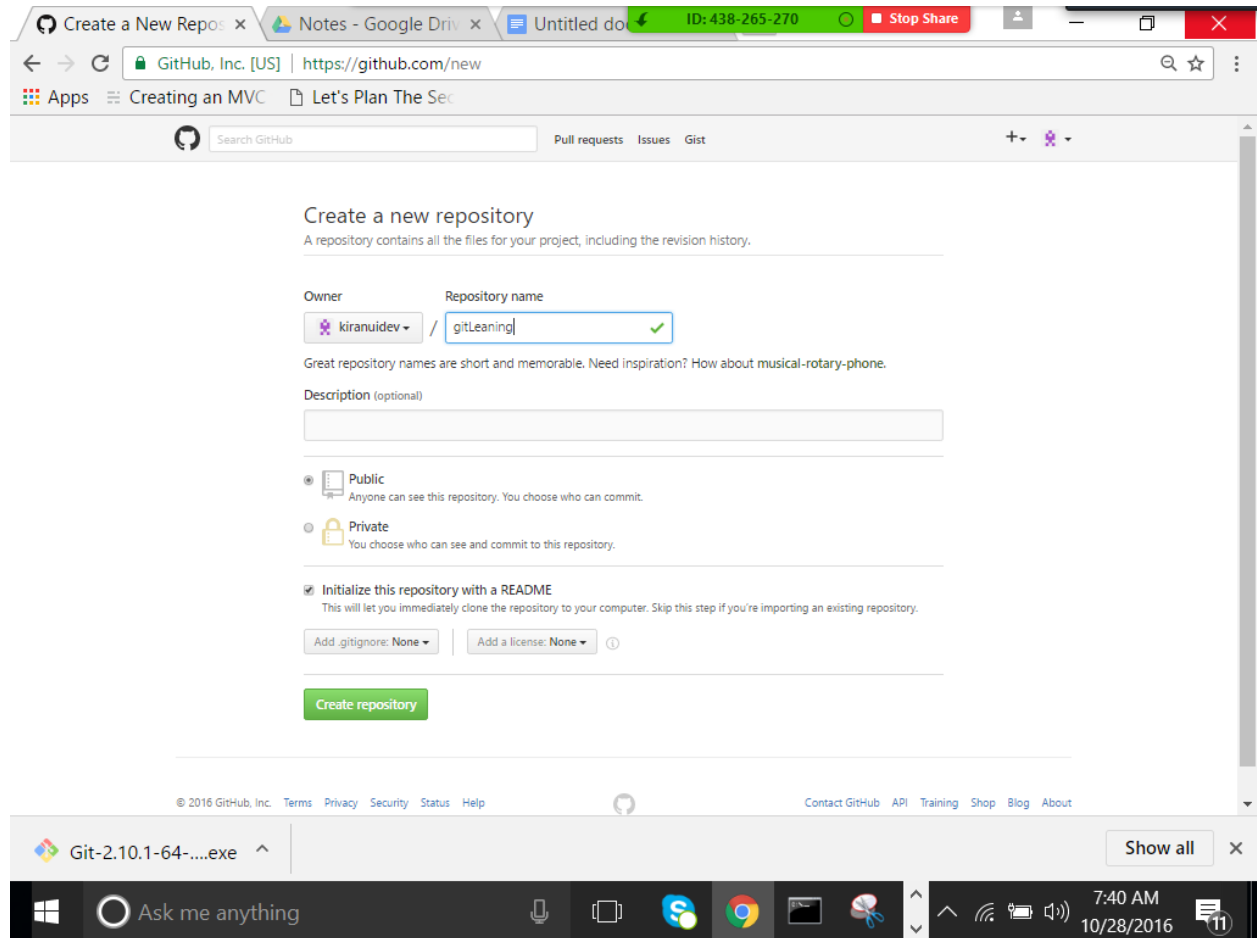 Create a New Repos Notes - Google Driv Untitled do ID: 438-265-270 Stop Share
GitHub, Inc. [US] | https://github.com/new
Apps Creating an MVC Let's Plan The Sec
Search GitHub Pull requests Issues Gist
Create a new repository
A repository contains all the files for your project, including the revision history.
Owner Repository name
kiranuidev / gitLeaning
Great repository names are short and memorable. Need inspiration? How about musical-rotary-phone.
Description (optional)
Public
Anyone can see this repository. You choose who can commit.
Private
You choose who can see and commit to this repository.
Initialize this repository with a README
This will let you immediately clone the repository to your computer. Skip this step if you're importing an existing repository.
Add .gitignore: None Add a license: None
Create repository
© 2016 GitHub, Inc. Terms Privacy Security Status Help Contact GitHub API Training Shop Blog About
Git-2.10.1-64-....exe Show all
Ask me anything 7:40 AM
10/28/2016 11